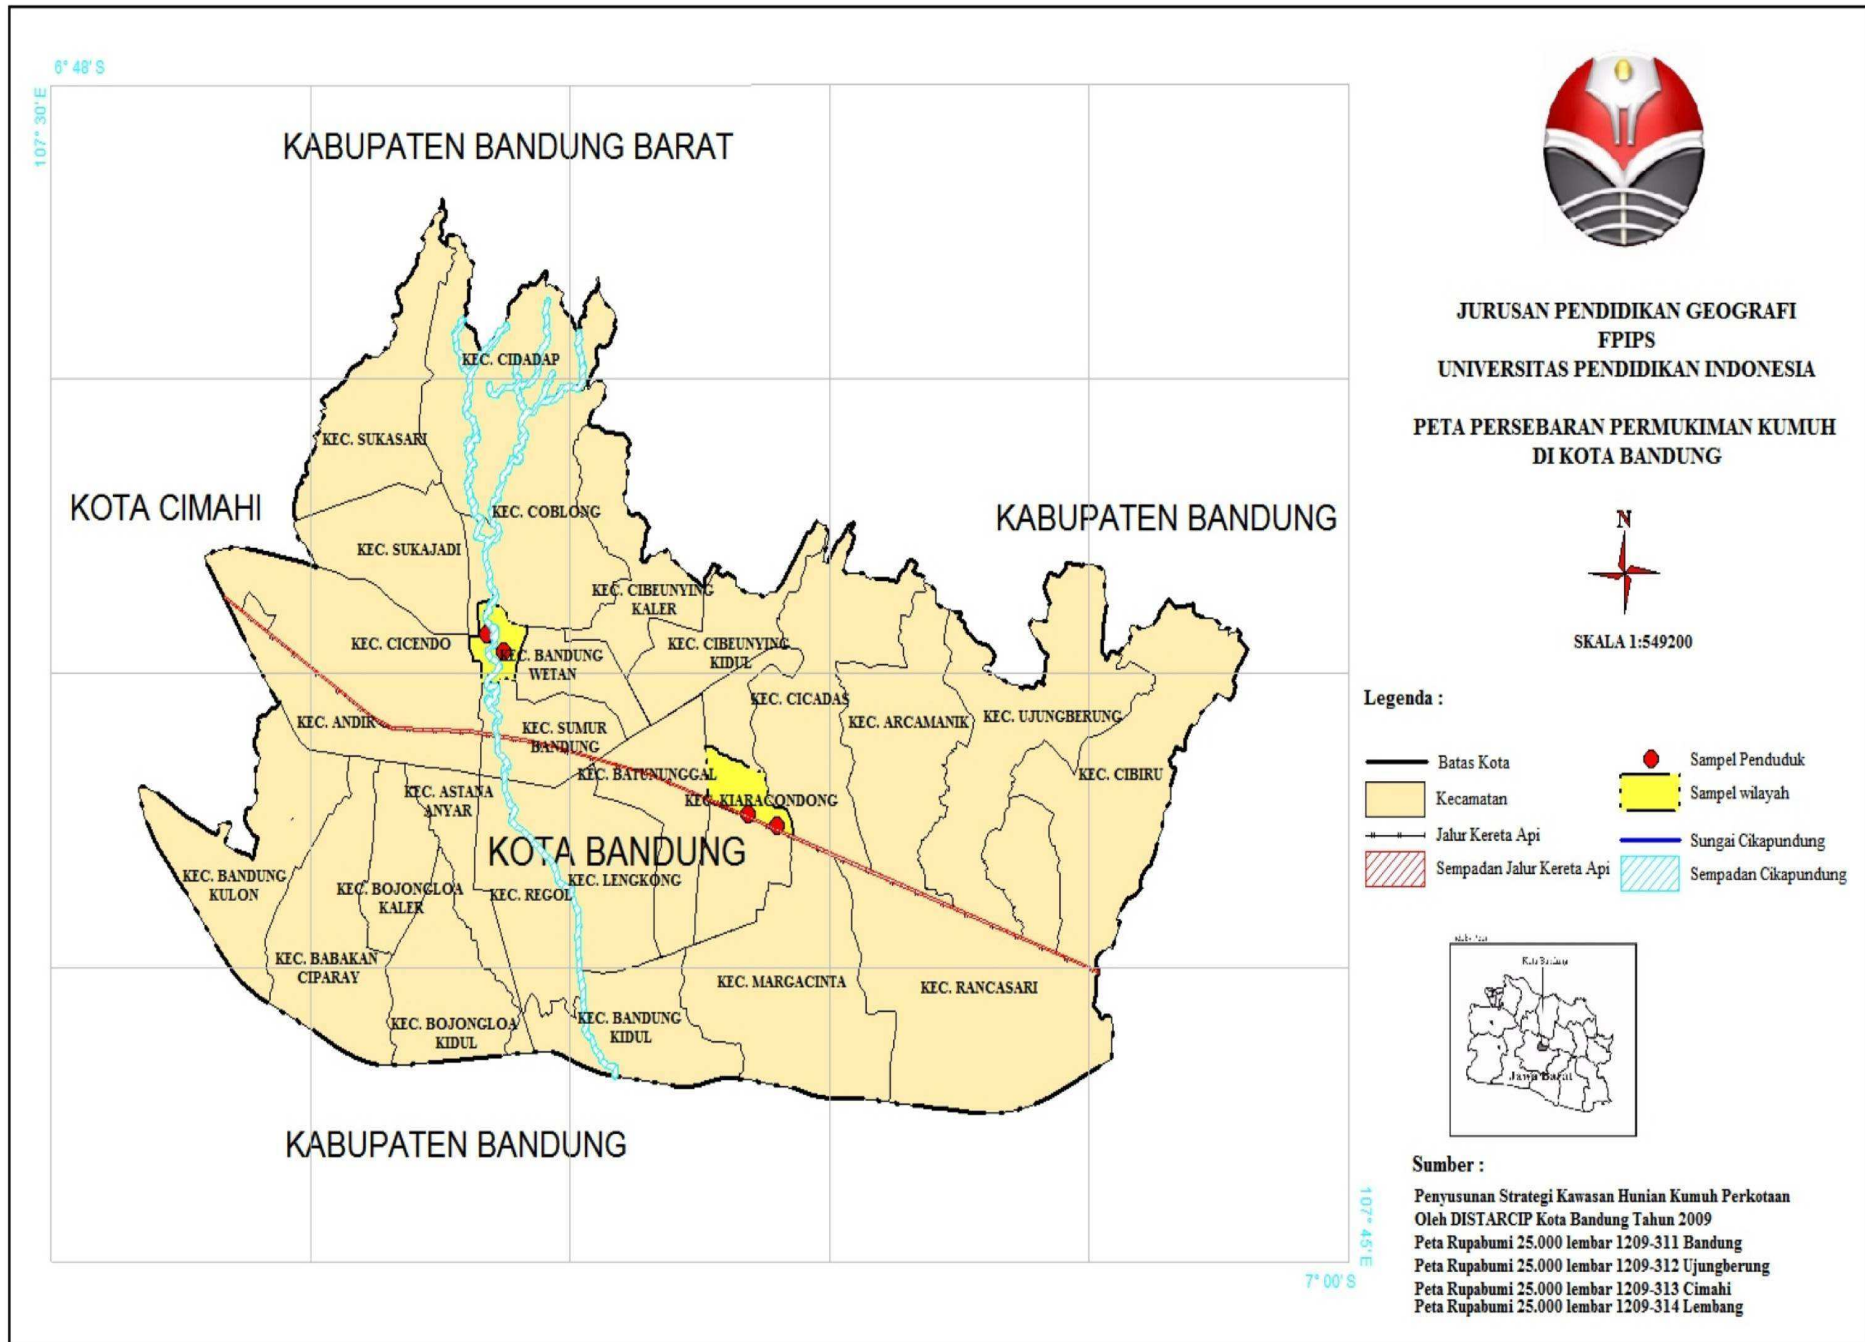 6° 48' S
107° 30' E
KABUPATEN BANDUNG BARAT
KOTA CIMAHI
KABUPATEN BANDUNG
KEC. CIDADAP
KEC. SUKASARI
KEC. COBLONG
KEC. SUKAJADI
KEC. CIBEUNYING
KALER
KEC. CICENDO
KEC. BANDUNG
WETAN
KEC. CIBEUNYING
KIDUL
KEC. CICADAS
KEC. ANDIR
KEC. SUMUR
BANDUNG
KEC. ARCAMANIK
KEC. UJUNGBERUNG
KEC. BATUNUNGGAL
KEC. CIBIRU
KEC. ASTANA
ANYAR
KEC. KIARACONDONG
KOTA BANDUNG
KEC. BANDUNG
KULON
KEC. BOJONGLOA
KALER
KEC. REGOL
KEC. LENGKONG
KEC. BABAKAN
CIPARAY
KEC. MARGACINTA
KEC. RANCASARI
KEC. BOJONGLOA
KIDUL
KEC. BANDUNG
KIDUL
KABUPATEN BANDUNG
107° 45' E
7° 00' S
JURUSAN PENDIDIKAN GEOGRAFI
FPIPS
UNIVERSITAS PENDIDIKAN INDONESIA
PETA PERSEBARAN PERMUKIMAN KUMUH
DI KOTA BANDUNG
N
SKALA 1:549200
Legenda :
Batas Kota
Kecamatan
Jalur Kereta Api
Sempadan Jalur Kereta Api
Sampel Penduduk
Sampel wilayah
Sungai Cikapundung
Sempadan Cikapundung
Kota Bandung
Jawa Barat
Sumber :
Penyusunan Strategi Kawasan Hunian Kumuh Perkotaan
Oleh DISTARCIP Kota Bandung Tahun 2009
Peta Rupabumi 25.000 lembar 1209-311 Bandung
Peta Rupabumi 25.000 lembar 1209-312 Ujungberung
Peta Rupabumi 25.000 lembar 1209-313 Cimahi
Peta Rupabumi 25.000 lembar 1209-314 Lembang